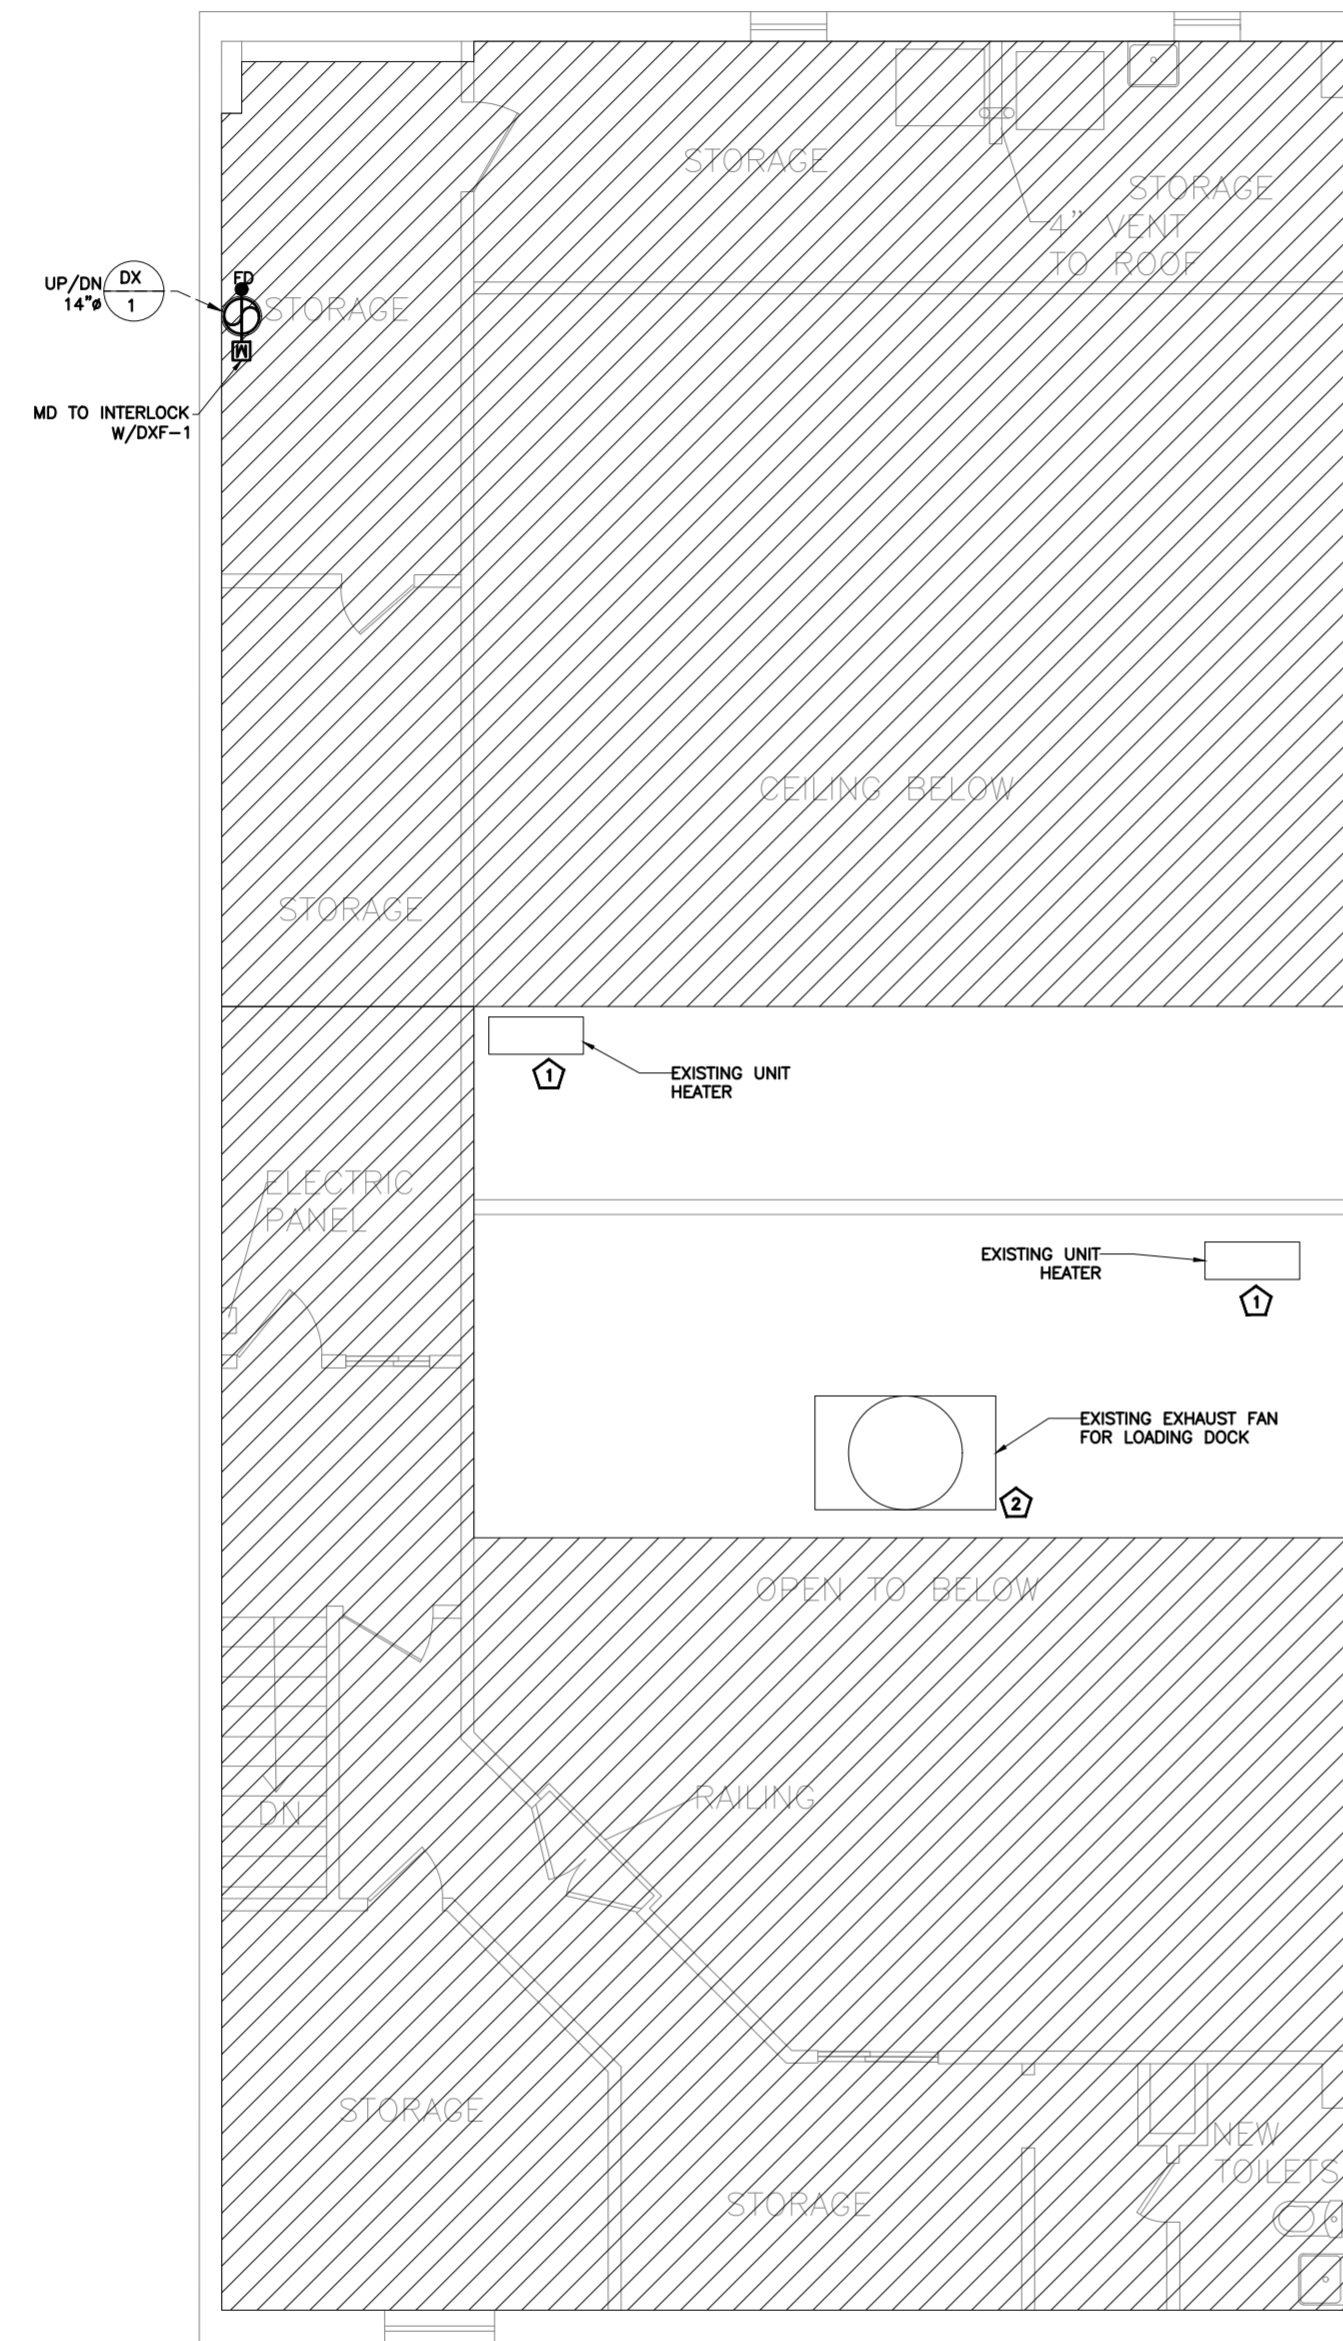 STORAGE
STORAGE
4" VENT
TO ROOF
UP/DN
14"ø
DX
1
FD
STORAGE
M
MD TO INTERLOCK
W/DXF-1
CEILING BELOW
STORAGE
1
EXISTING UNIT
HEATER
ELECTRIC
PANEL
EXISTING UNIT
HEATER
1
EXISTING EXHAUST FAN
FOR LOADING DOCK
2
OPEN TO BELOW
RAILING
DN
STORAGE
NEW
TOILETS
STORAGE